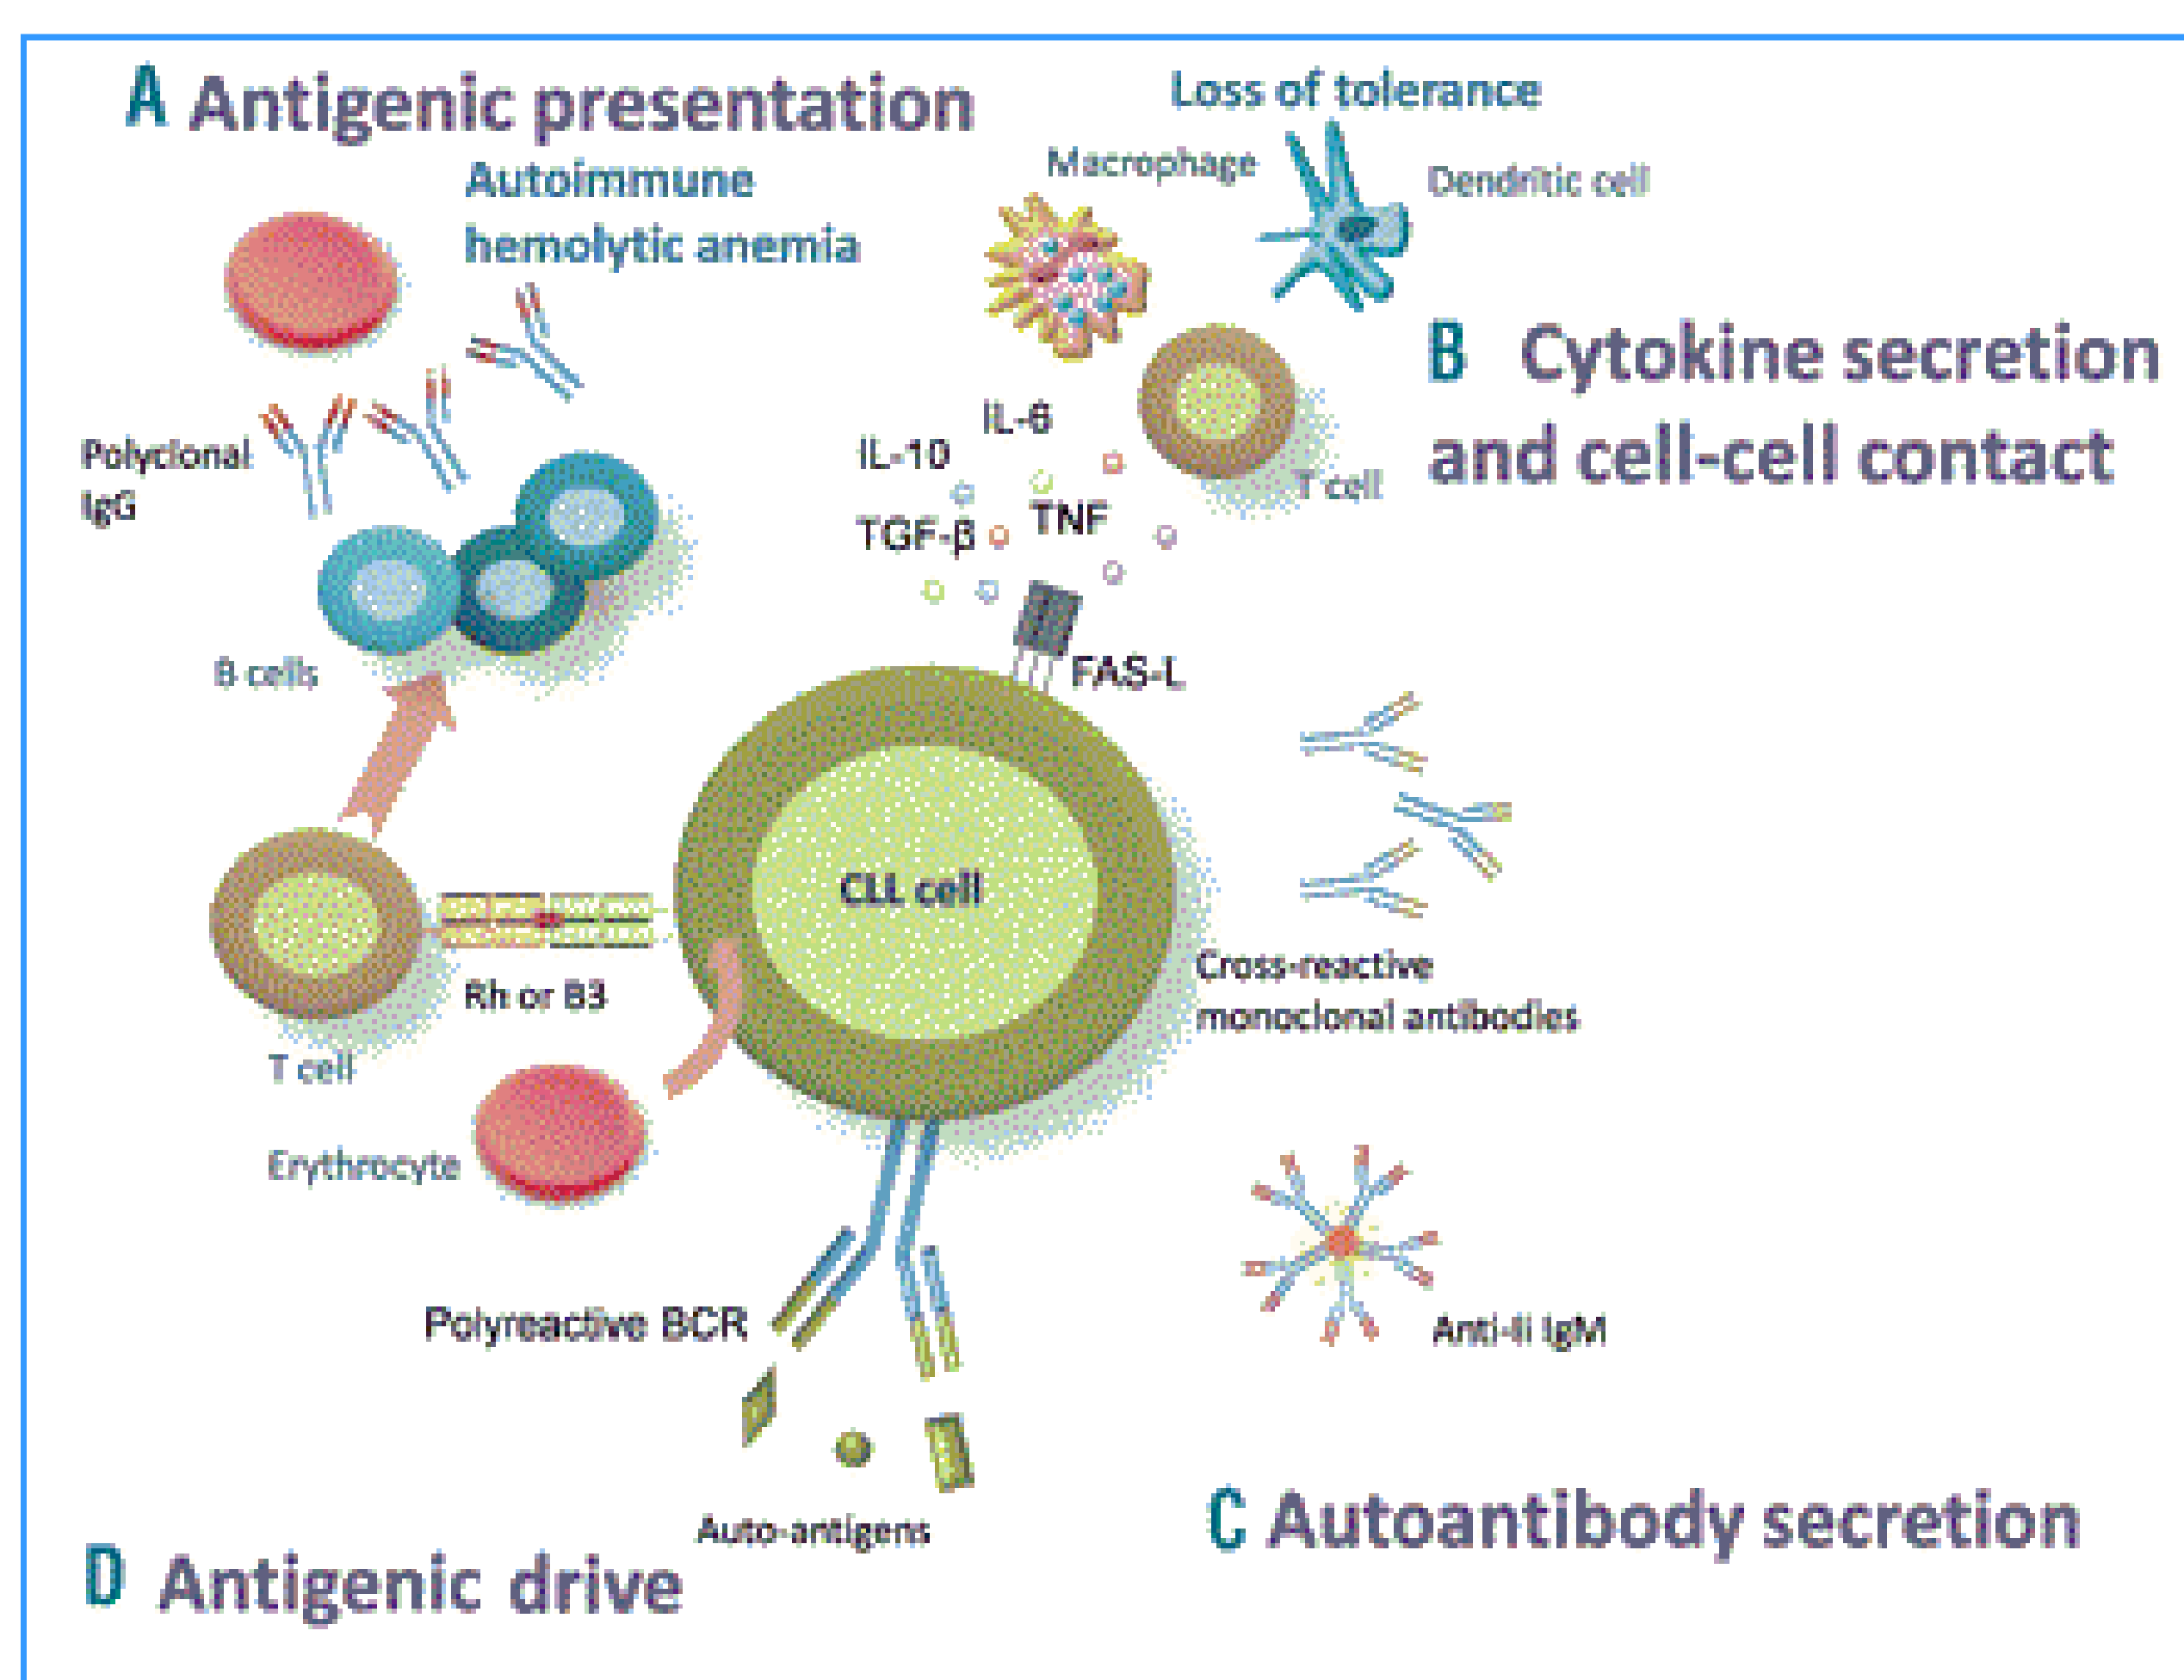 A Antigenic presentation
Autoimmune
hemolytic anemia
Polyclonal
IgG
B cells
T cell
Rh or B3
Erythrocyte
Loss of tolerance
Macrophage
Dendritic cell
B Cytokine secretion
and cell-cell contact
IL-6
IL-10
TGF-β
TNF
T cell
FAS-L
CLL cell
Cross-reactive
monoclonal antibodies
Anti-Ii IgM
C Autoantibody secretion
Polyreactive BCR
Auto-antigens
D Antigenic drive